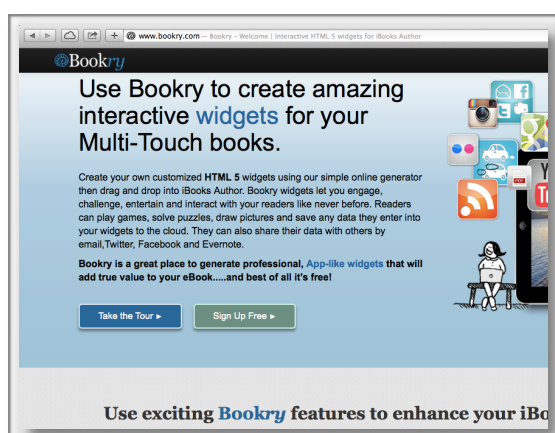 www.bookry.com — Bookry - Welcome | Interactive HTML 5 widgets for iBooks Author
@Bookry
Use Bookry to create amazing
interactive widgets for your
Multi-Touch books.
Create your own customized HTML 5 widgets using our simple online generator
then drag and drop into iBooks Author. Bookry widgets let you engage,
challenge, entertain and interact with your readers like never before. Readers
can play games, solve puzzles, draw pictures and save any data they enter into
your widgets to the cloud. They can also share their data with others by
email,Twitter, Facebook and Evernote.
Bookry is a great place to generate professional, App-like widgets that will
add true value to your eBook.....and best of all it's free!
Take the Tour ▸
Sign Up Free ▸
Use exciting Bookry features to enhance your iBo